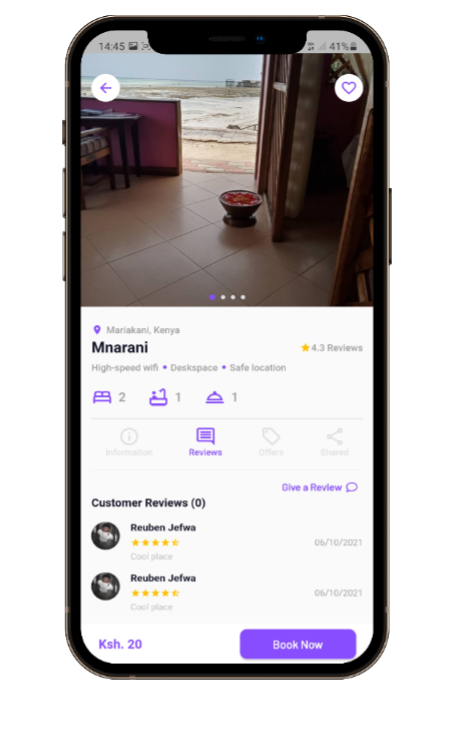 14:45 41%
Mariakani, Kenya
Mnarani
4.3 Reviews
High-speed wifi • Deskspace • Safe location
2 1 1
Information Reviews Offers Shared
Give a Review
Customer Reviews (0)
Reuben Jefwa
06/10/2021
Cool place
Reuben Jefwa
06/10/2021
Cool place
Ksh. 20
Book Now